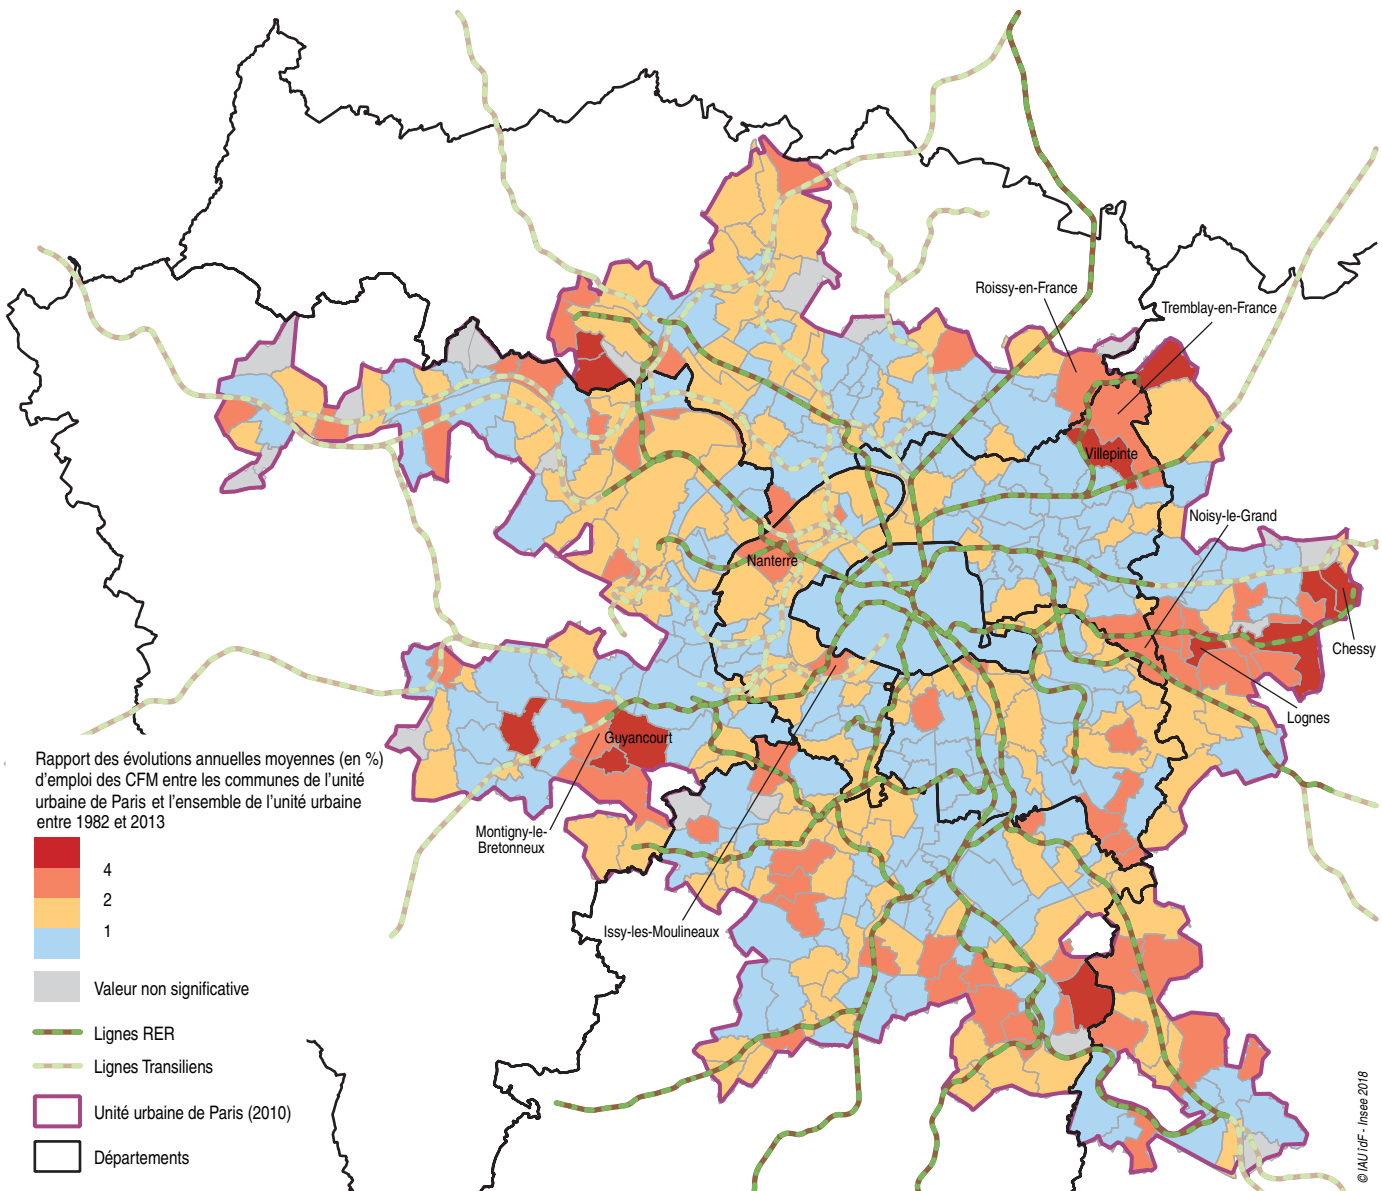 Roissy-en-France
Tremblay-en-France
Villepinte
Noisy-le-Grand
Nanterre
Chessy
Lognes
Guyancourt
Montigny-le-
Bretonneux
Issy-les-Moulineaux
Rapport des évolutions annuelles moyennes (en %)
d'emploi des CFM entre les communes de l'unité
urbaine de Paris et l'ensemble de l'unité urbaine
entre 1982 et 2013
4
2
1
Valeur non significative
Lignes RER
Lignes Transiliens
Unité urbaine de Paris (2010)
Départements
© IAU îdF - Insee 2018